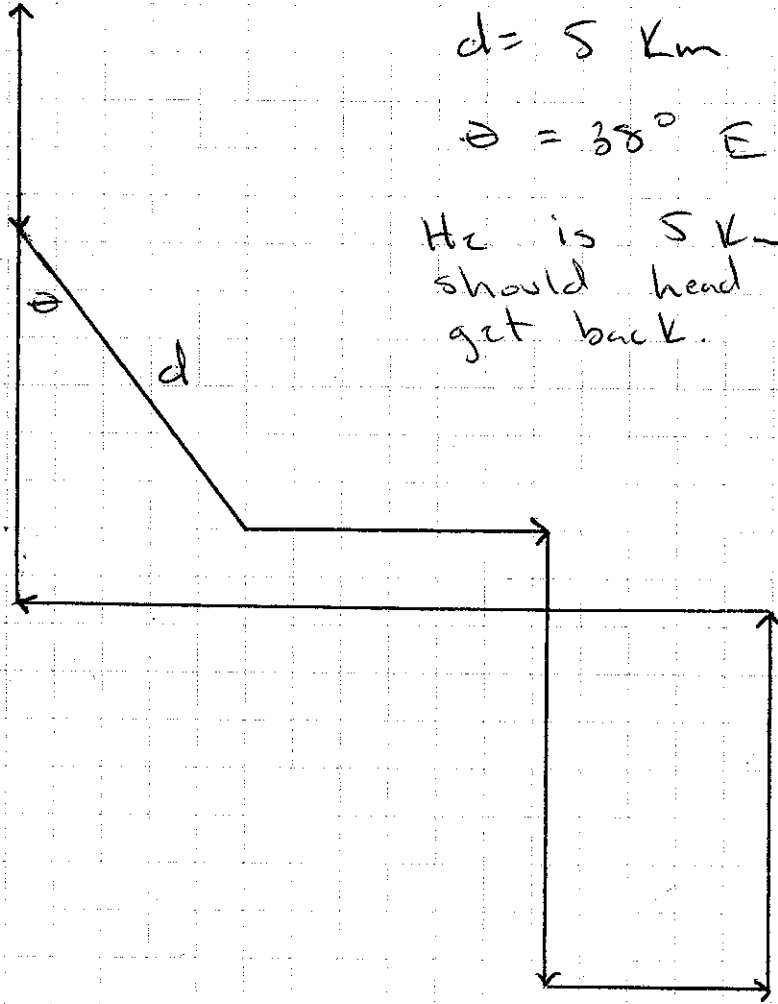 d= 5 Km
θ = 38° E
He is 5 Km
should head
get back.
θ
d